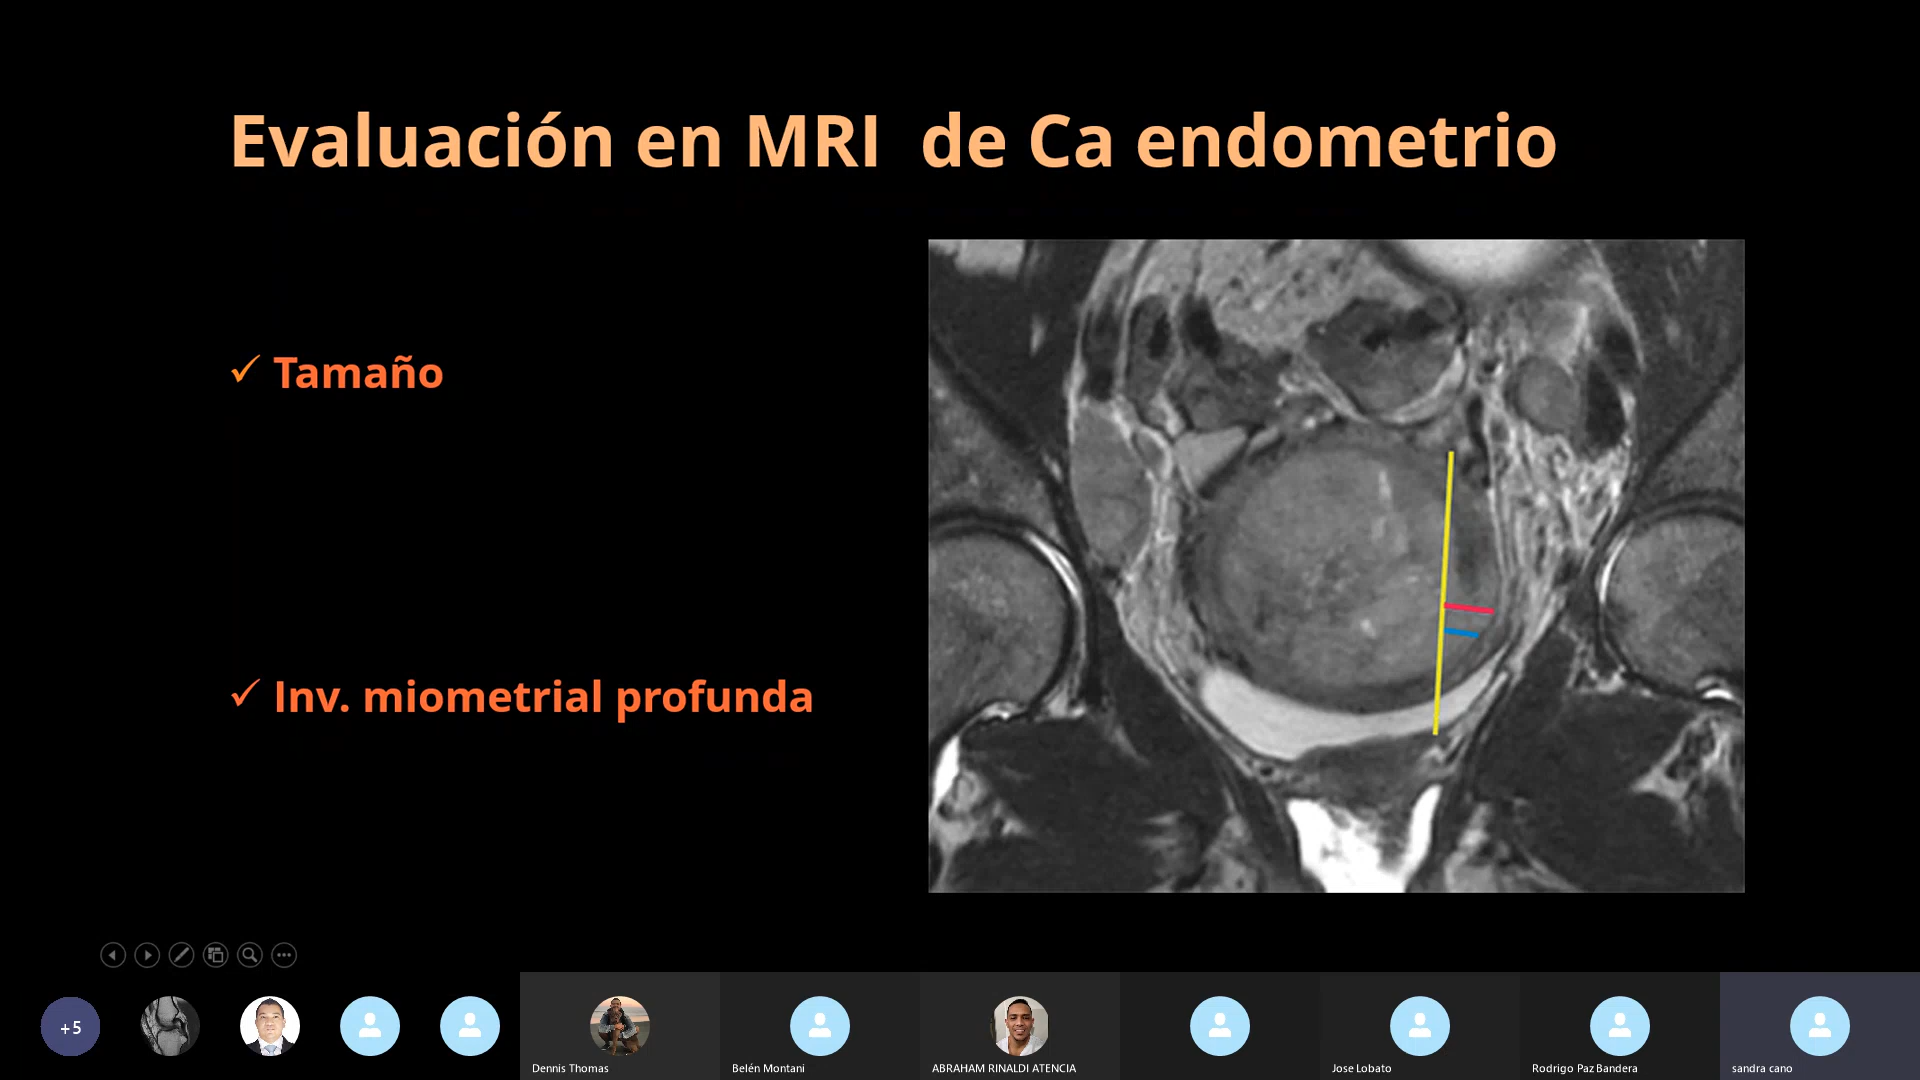 Evaluación en MRI de Ca endometrio
✓ Tamaño
✓ Inv. miometrial profunda
+5
Dennis Thomas
Belén Montani
ABRAHAM RINALDI ATENCIA
Jose Lobato
Rodrigo Paz Bandera
sandra cano